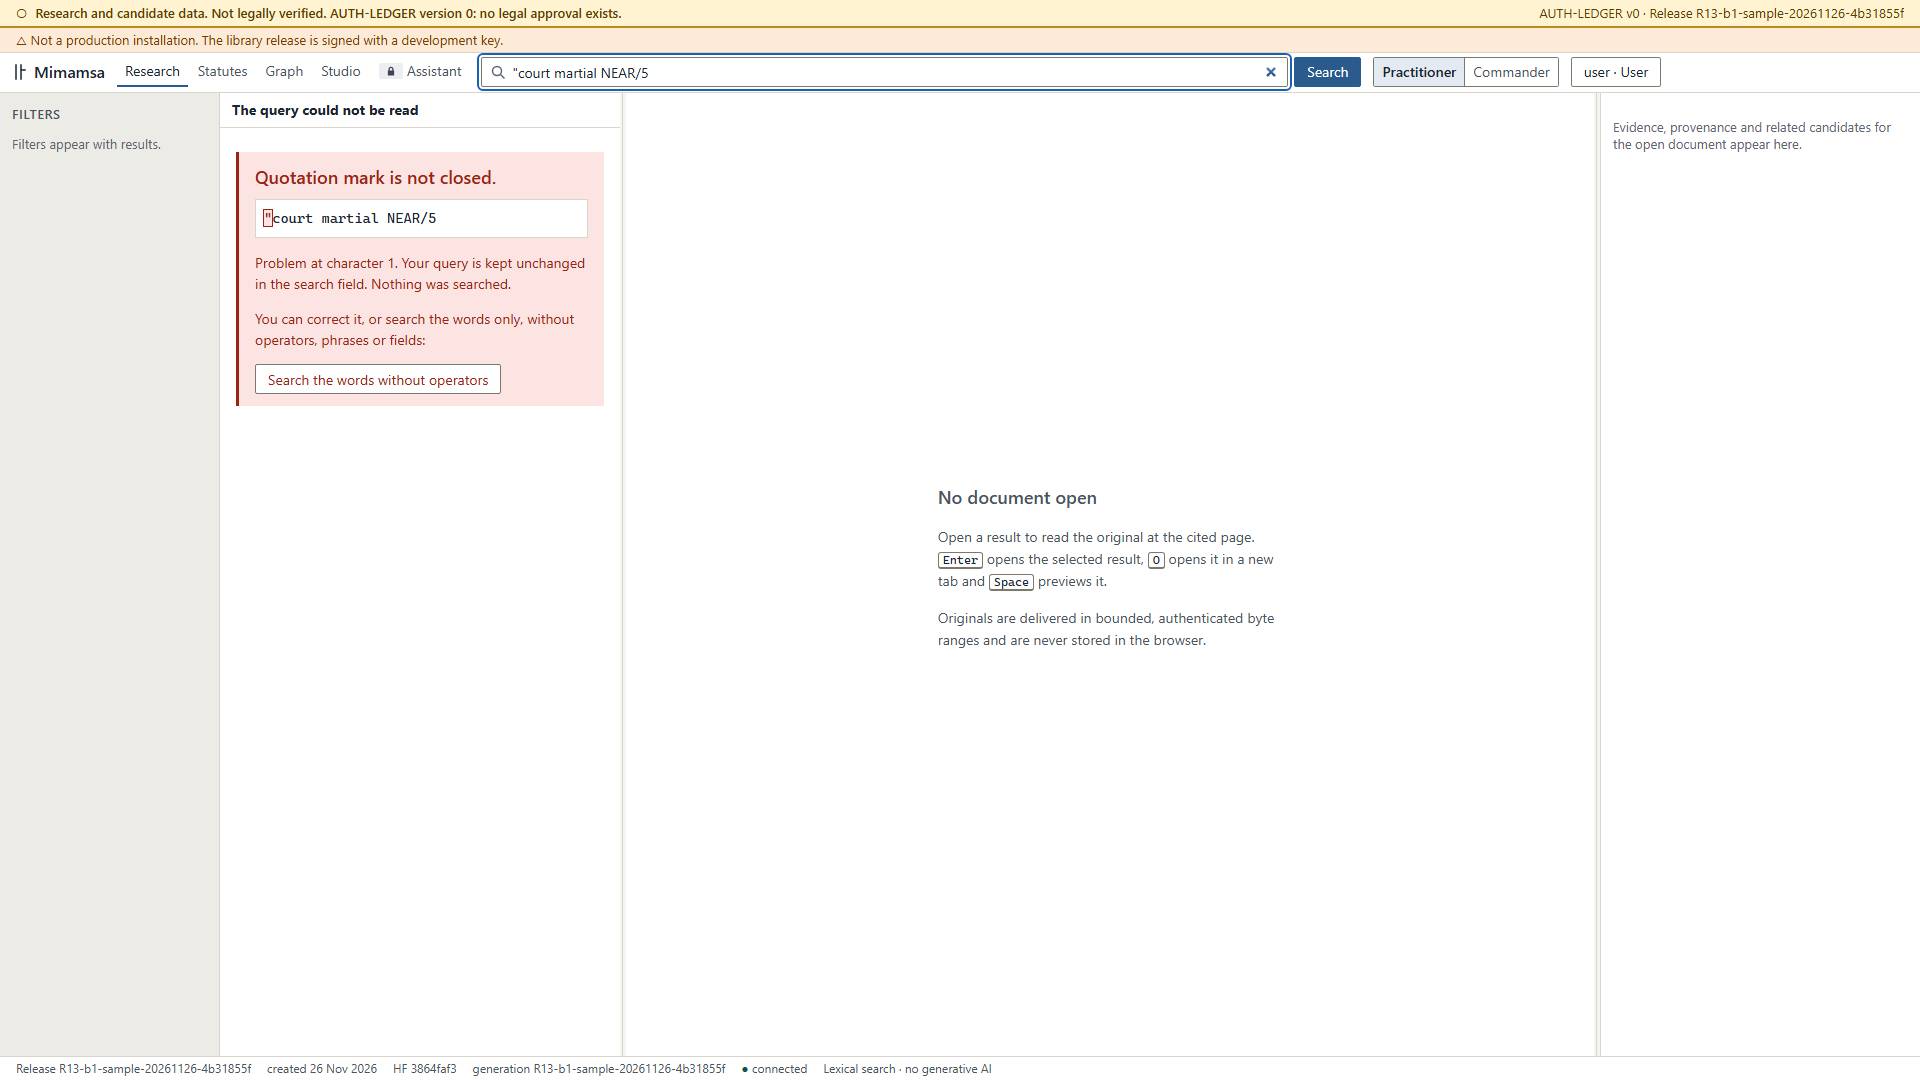 Research and candidate data. Not legally verified. AUTH-LEDGER version 0: no legal approval exists.
AUTH-LEDGER v0 · Release R13-b1-sample-20261126-4b31855f
⚠ Not a production installation. The library release is signed with a development key.
Mimamsa
Research
Statutes
Graph
Studio
Assistant
"court martial NEAR/5
Search
Practitioner
Commander
user · User
FILTERS
Filters appear with results.
The query could not be read
Quotation mark is not closed.
"court martial NEAR/5
Problem at character 1. Your query is kept unchanged
in the search field. Nothing was searched.
You can correct it, or search the words only, without
operators, phrases or fields:
Search the words without operators
No document open
Open a result to read the original at the cited page.
Enter opens the selected result, O opens it in a new
tab and Space previews it.
Originals are delivered in bounded, authenticated byte
ranges and are never stored in the browser.
Evidence, provenance and related candidates for
the open document appear here.
Release R13-b1-sample-20261126-4b31855f created 26 Nov 2026 HF 3864faf3 generation R13-b1-sample-20261126-4b31855f ● connected Lexical search · no generative AI